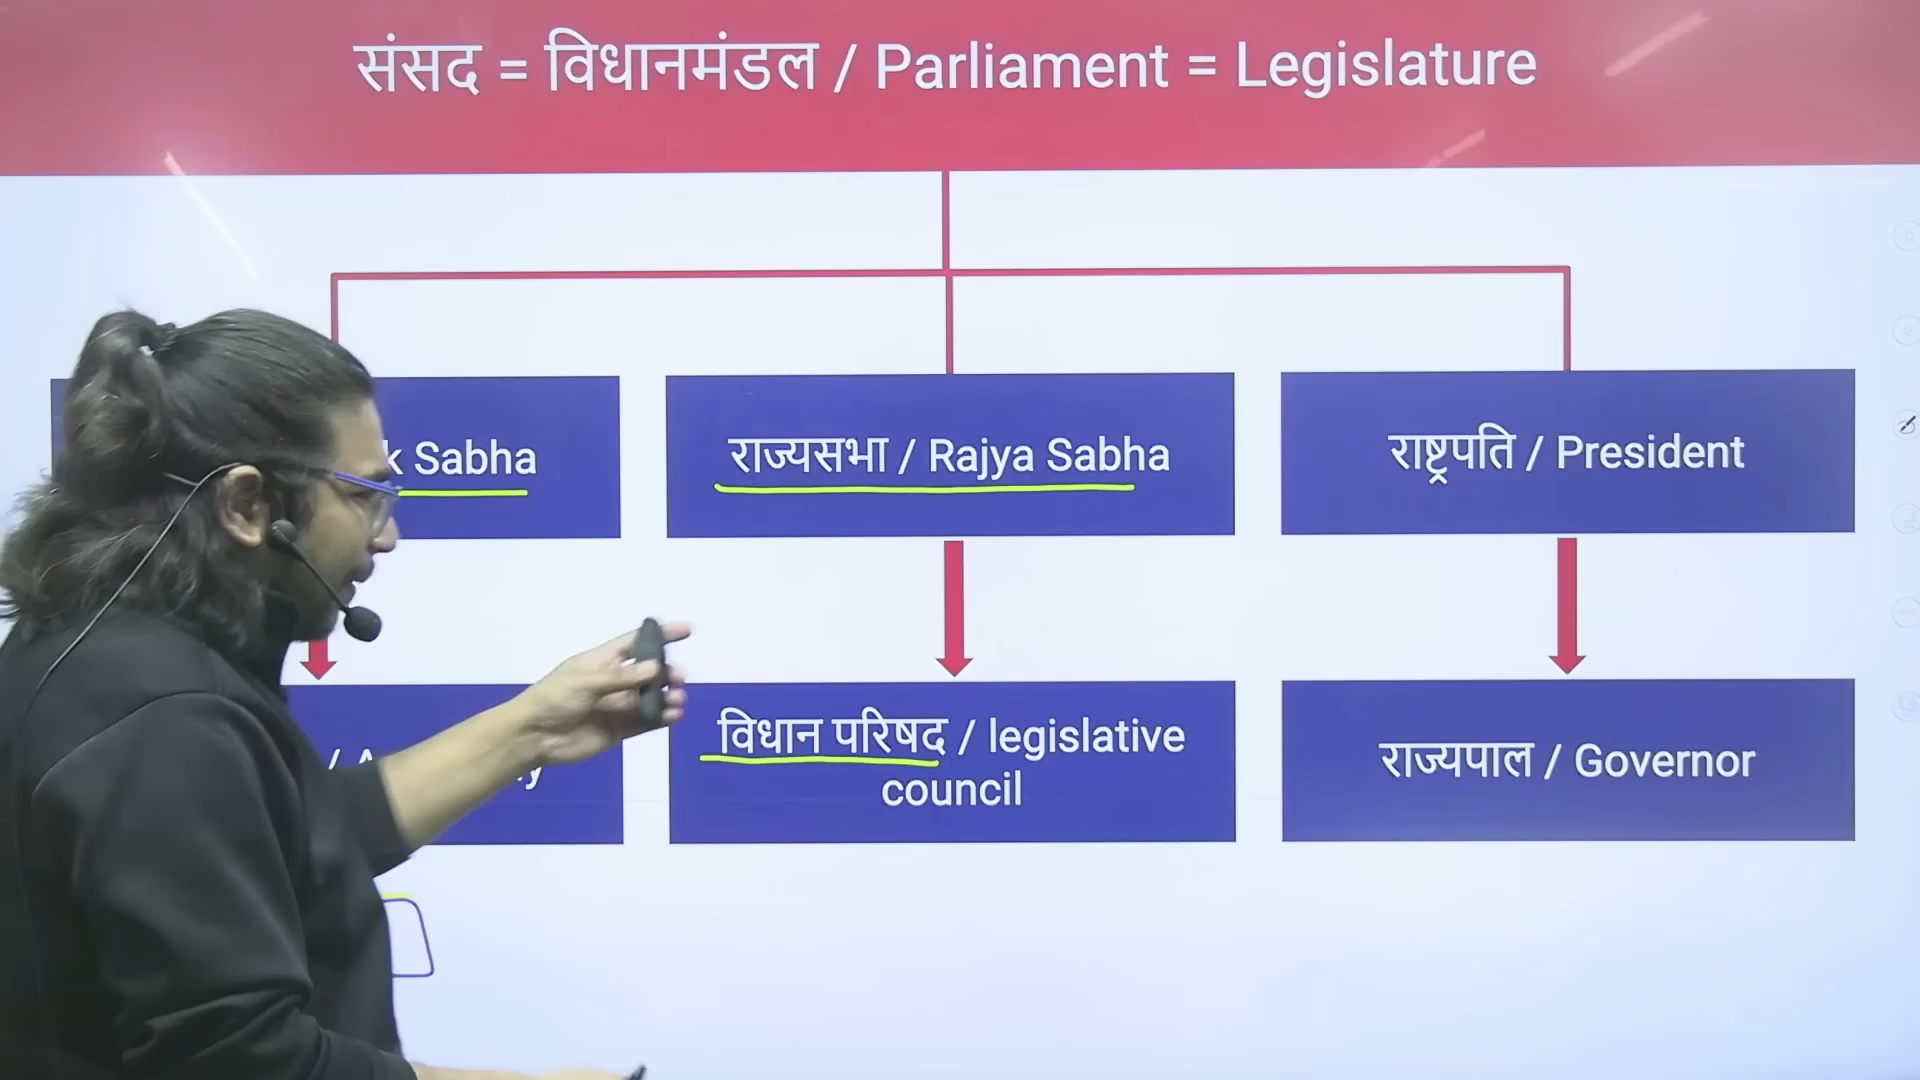 संसद = विधानमंडल / Parliament = Legislature
Sabha
राज्यसभा / Rajya Sabha
राष्ट्रपति / President
/
विधान परिषद / legislative
council
राज्यपाल / Governor